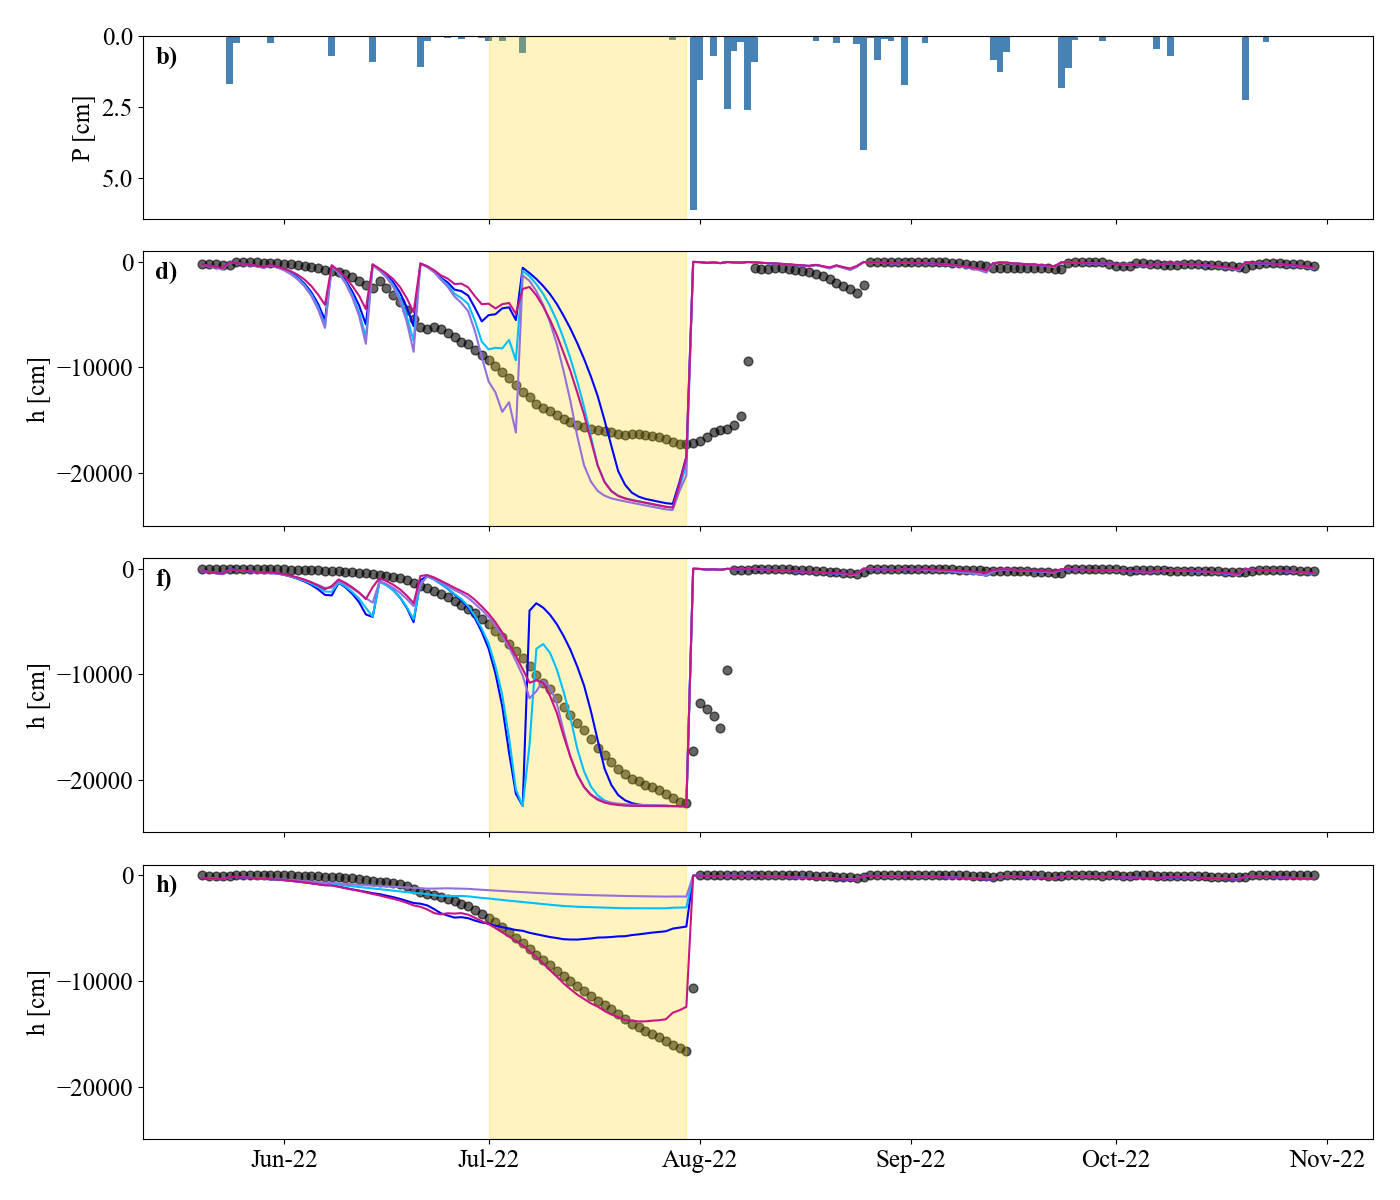 b)
P [cm]
0.0
2.5
5.0
d)
h [cm]
0
−10000
−20000
f)
h [cm]
0
−10000
−20000
h)
h [cm]
0
−10000
−20000
Jun-22 Jul-22 Aug-22 Sep-22 Oct-22 Nov-22